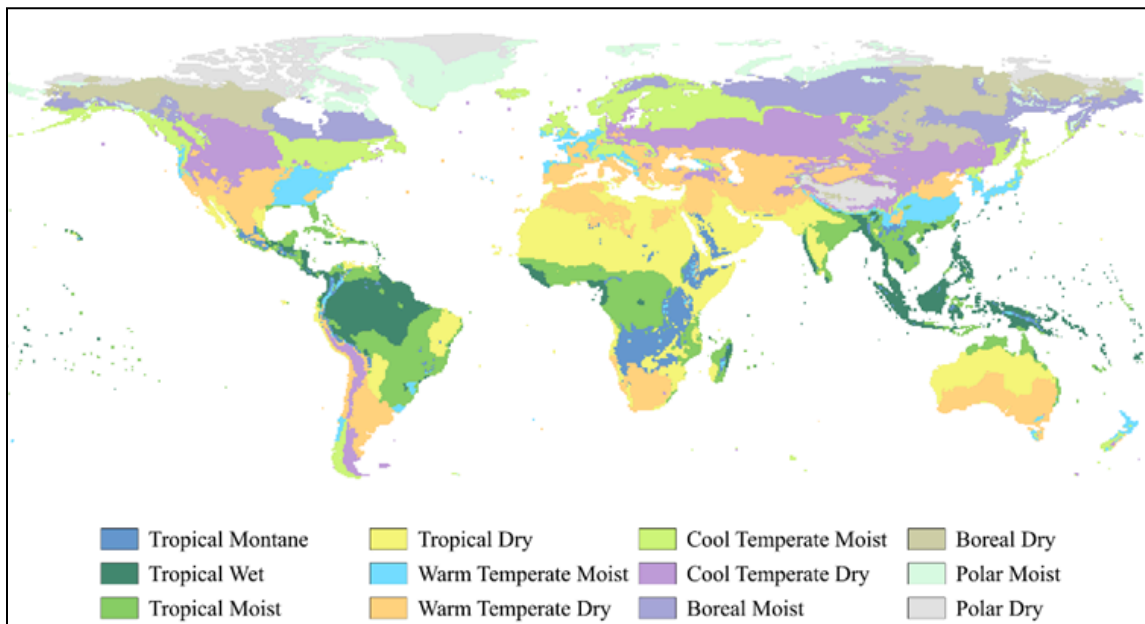 Tropical Montane
Tropical Dry
Cool Temperate Moist
Boreal Dry
Tropical Wet
Warm Temperate Moist
Cool Temperate Dry
Polar Moist
Tropical Moist
Warm Temperate Dry
Boreal Moist
Polar Dry